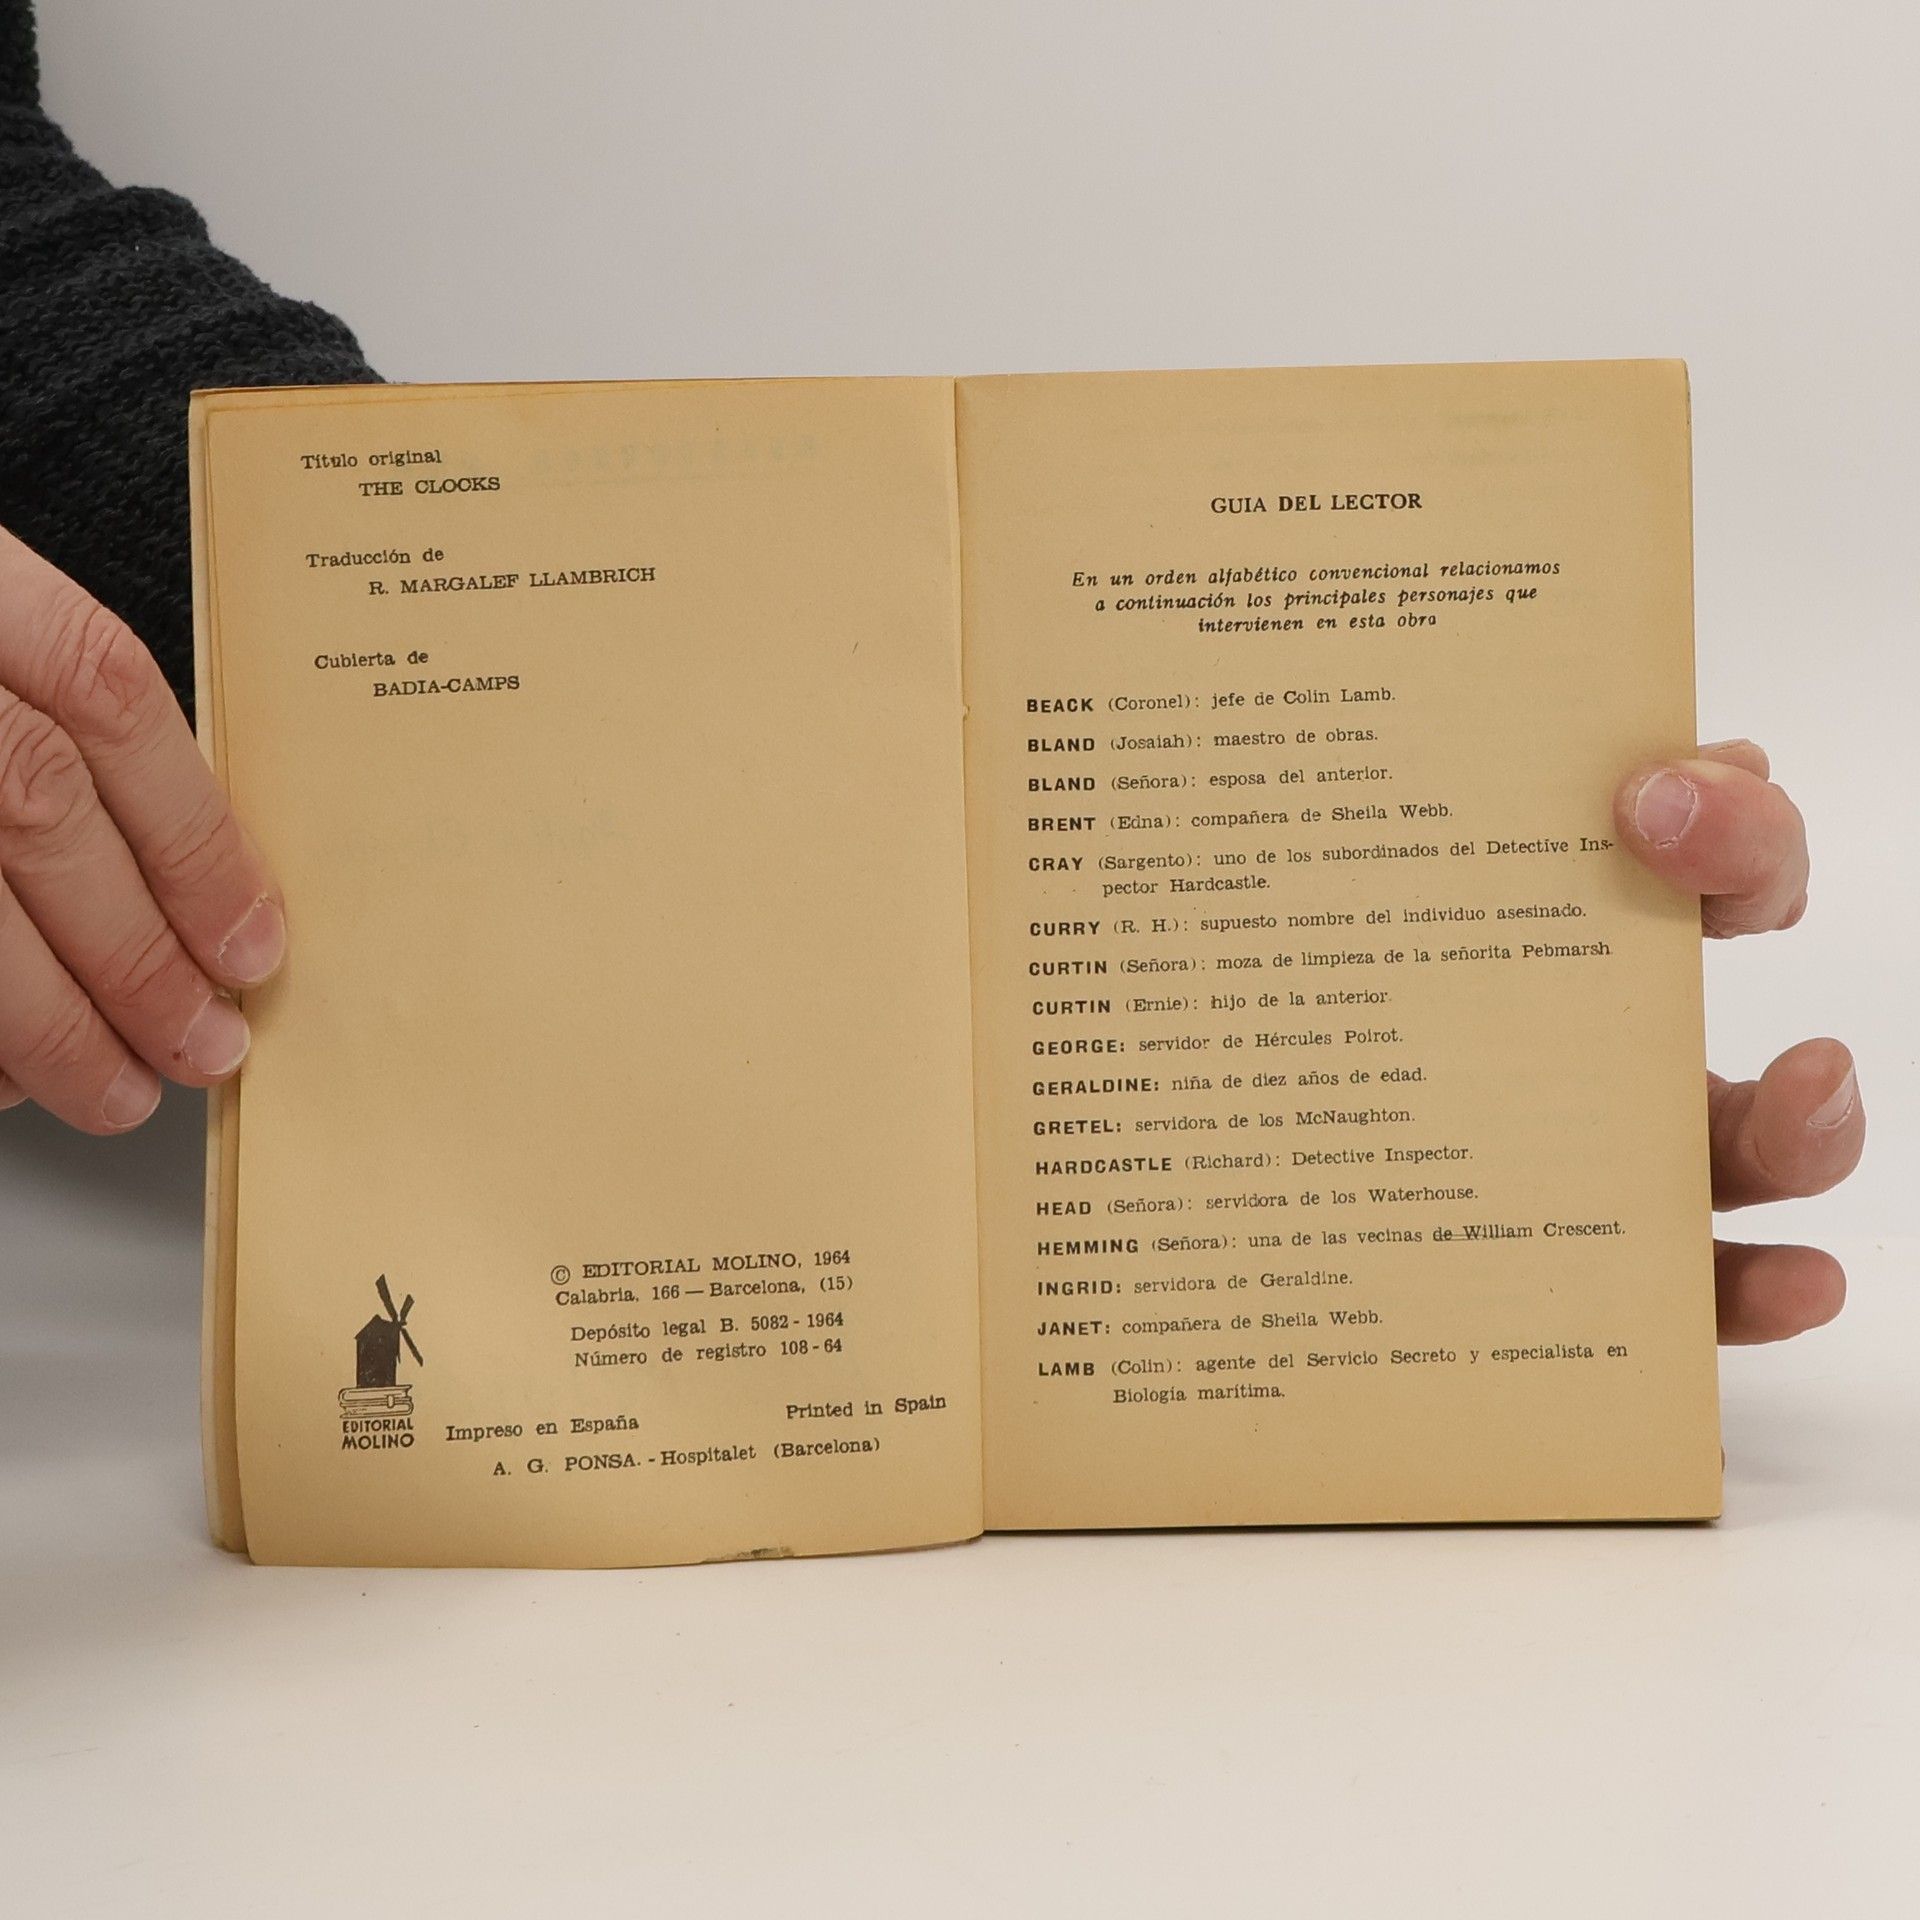 Título original
THE CLOCKS
Traducción de
R. MARGALEF LLAMBRICH
Cubierta de
BADIA-CAMPS
© EDITORIAL MOLINO, 1964
Calabria, 166 — Barcelona, (15)
Depósito legal B. 5082 - 1964
Número de registro 108 - 64
EDITORIAL
MOLINO
Impreso en España Printed in Spain
A. G. PONSA. - Hospitalet (Barcelona)
GUIA DEL LECTOR
En un orden alfabético convencional relacionamos
a continuación los principales personajes que
intervienen en esta obra
BEACK (Coronel): jefe de Colin Lamb.
BLAND (Josaiah): maestro de obras.
BLAND (Señora): esposa del anterior.
BRENT (Edna): compañera de Sheila Webb.
CRAY (Sargento): uno de los subordinados del Detective Ins-
pector Hardcastle.
CURRY (R. H.): supuesto nombre del individuo asesinado.
CURTIN (Señora): moza de limpieza de la señorita Pebmarsh.
CURTIN (Ernie): hijo de la anterior.
GEORGE: servidor de Hércules Poirot.
GERALDINE: niña de diez años de edad.
GRETEL: servidora de los McNaughton.
HARDCASTLE (Richard): Detective Inspector.
HEAD (Señora): servidora de los Waterhouse.
HEMMING (Señora): una de las vecinas de William Crescent.
INGRID: servidora de Geraldine.
JANET: compañera de Sheila Webb.
LAMB (Colin): agente del Servicio Secreto y especialista en
Biología marítima.